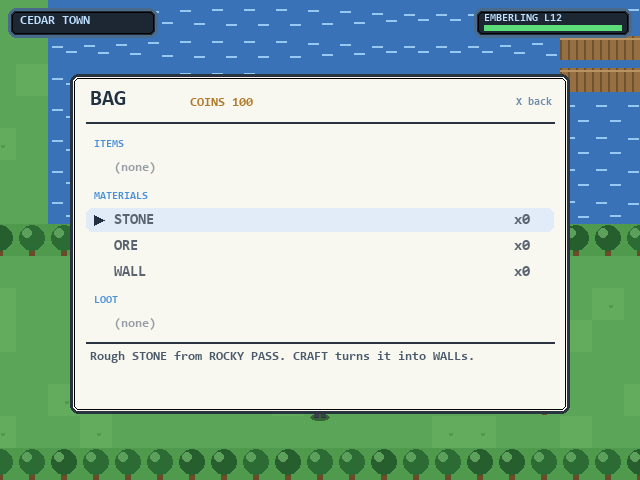 CEDAR TOWN
EMBERLING L12
BAG
COINS 100
X back
ITEMS
(none)
MATERIALS
STONE x0
ORE x0
WALL x0
LOOT
(none)
Rough STONE from ROCKY PASS. CRAFT turns it into WALLs.